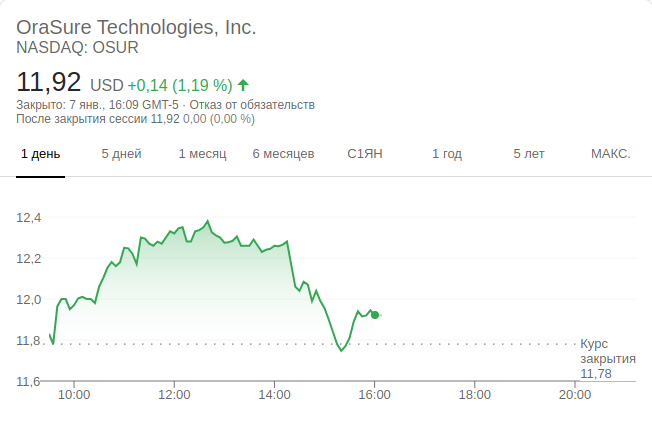 OraSure Technologies, Inc.
NASDAQ: OSUR
11,92 USD +0,14 (1,19 %)
Закрыто: 7 янв., 16:09 GMT-5 · Отказ от обязательств
После закрытия сессии 11,92 0,00 (0,00 %)
1 день 5 дней 1 месяц 6 месяцев С1ЯН 1 год 5 лет МАКС.
12,4
12,2
12,0
11,8
Курс
закрытия
11,78
11,6
10:00 12:00 14:00 16:00 18:00 20:00